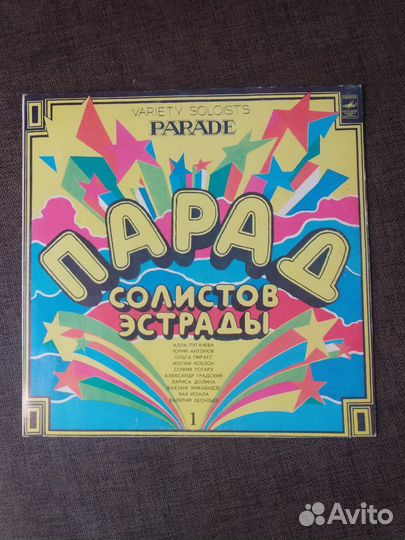 VARIETY SOLOISTS
PARADE
ПАРАД
СОЛИСТОВ
ЭСТРАДЫ
АЛЛА ПУГАЧЕВА
ЮРИЙ АНТОНОВ
ОЛЬГА ПИРАГС
ИОСИФ КОБЗОН
СОФИЯ РОТАРУ
АЛЕКСАНДР ГРАДСКИЙ
ЛАРИСА ДОЛИНА
ВАХТАНГ КИКАБИДЗЕ
ЯАК ЙОАЛА
ВАЛЕРИЙ ЛЕОНТЬЕВ
1
Avito